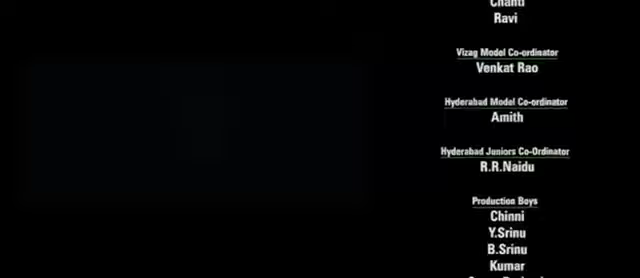 Chanti
Ravi
Vizag Model Co-ordinator
Venkat Rao
Hyderabad Model Co-ordinator
Amith
Hyderabad Juniors Co-Ordinator
R.R.Naidu
Production Boys
Chinni
Y.Srinu
B.Srinu
Kumar